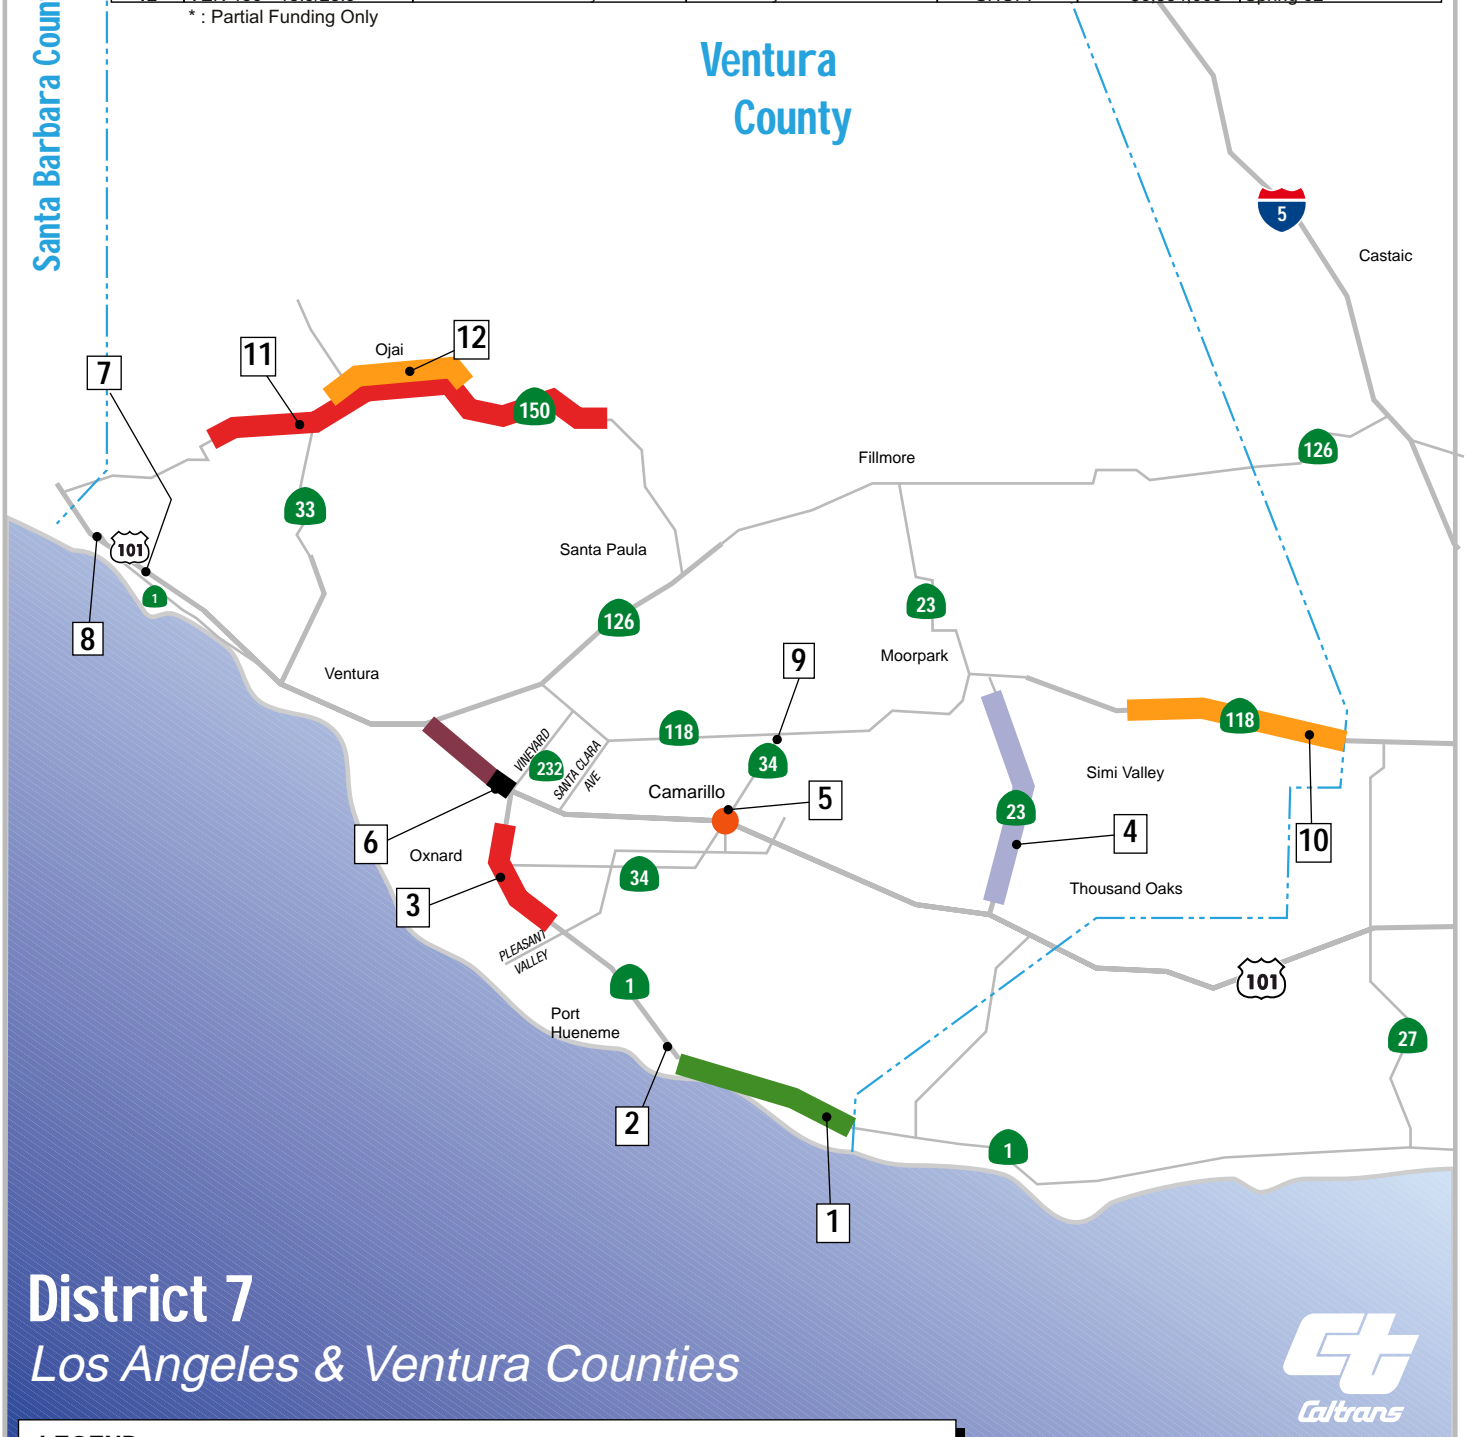 * : Partial Funding Only
Santa Barbara Coun
Ventura
County
5
Castaic
Ojai
12
11
7
150
126
Fillmore
33
101
Santa Paula
1
23
126
8
9
Moorpark
Ventura
118
118
VINEYARD
232
SANTA CLARA
AVE
34
Simi Valley
Camarillo
5
23
4
10
6
Oxnard
34
Thousand Oaks
3
PLEASANT
VALLEY
1
101
Port
Hueneme
27
2
1
1
District 7
Los Angeles & Ventura Counties
Caltrans